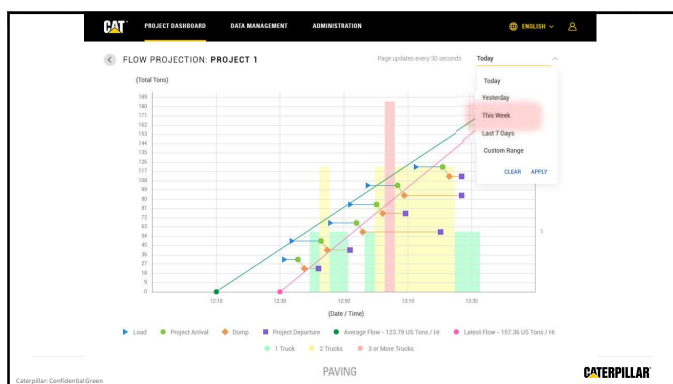 CAT PROJECT DASHBOARD DATA MANAGEMENT ADMINISTRATION ENGLISH
FLOW PROJECTION: PROJECT 1 Page updates every 30 seconds Today
(Total Tons)
Today
Yesterday
This Week
Last 7 Days
Custom Range
CLEAR APPLY
189
180
171
162
153
144
135
126
117
108
99
90
81
72
63
54
45
36
27
18
9
0
12:10 12:30 12:50 13:10 13:30
(Date / Time)
Load Project Arrival Dump Project Departure Average Flow - 123.79 US Tons / Hr Latest Flow - 157.36 US Tons / Hr
1 Truck 2 Trucks 3 or More Trucks
PAVING
Caterpillar: Confidential Green
CATERPILLAR